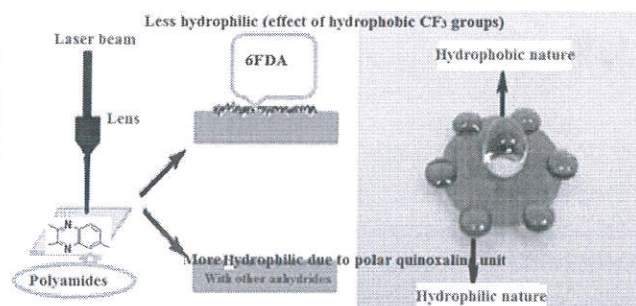 Less hydrophilic (effect of hydrophobic CF₃ groups)
Laser beam
6FDA
Hydrophobic nature
Lens
N
N
More Hydrophilic due to polar quinoxaline unit
With other anhydrides
Polyamides
Hydrophilic nature